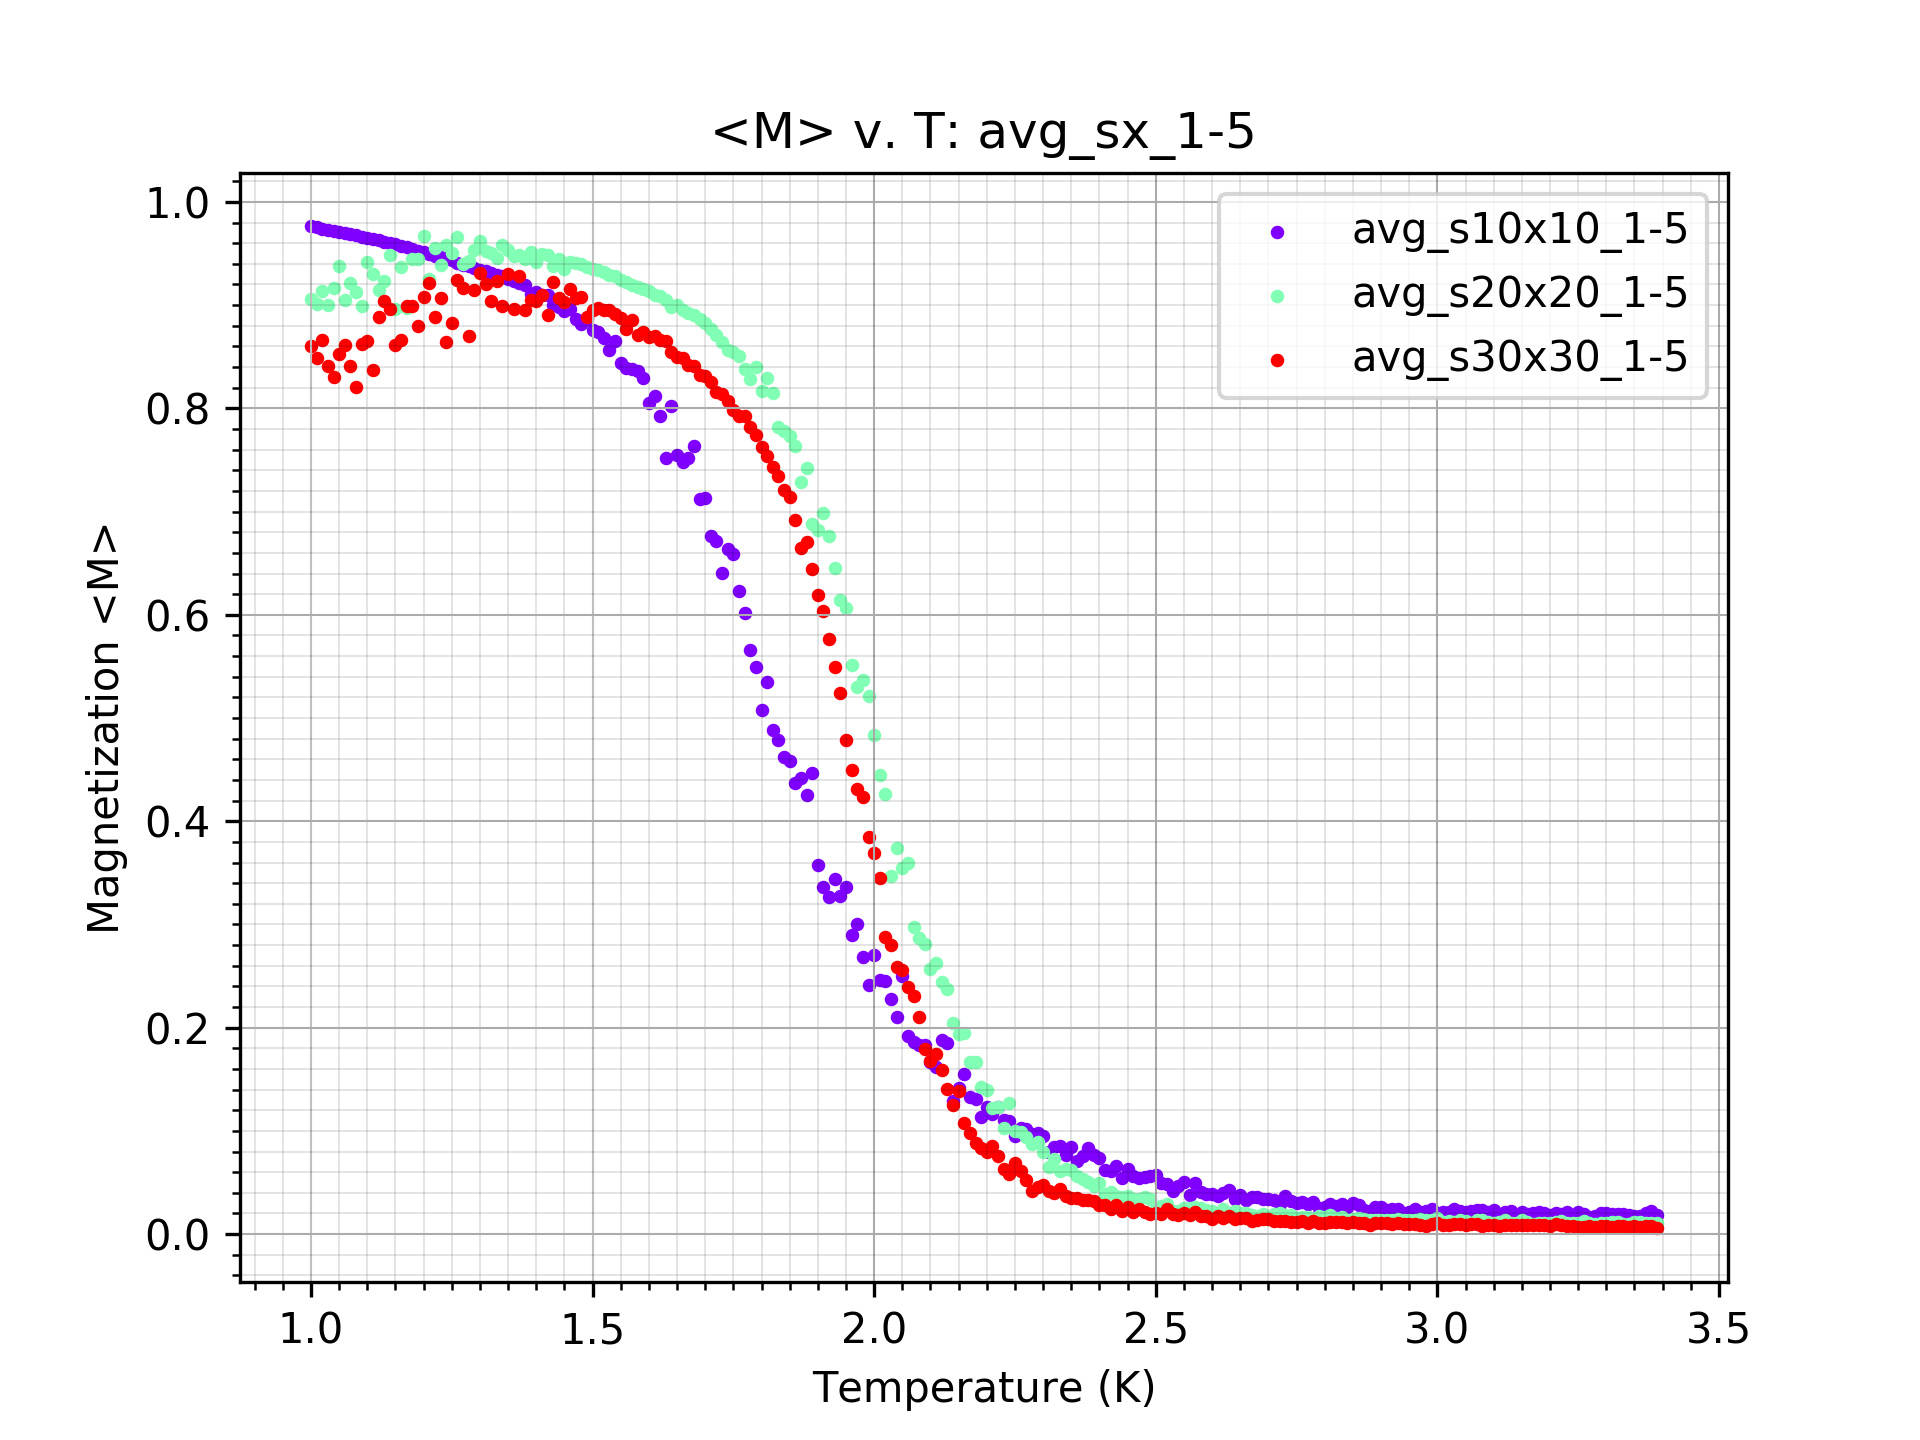 <M> v. T: avg_sx_1-5
avg_s10x10_1-5
avg_s20x20_1-5
avg_s30x30_1-5
Magnetization <M>
1.0
0.8
0.6
0.4
0.2
0.0
1.0 1.5 2.0 2.5 3.0 3.5
Temperature (K)